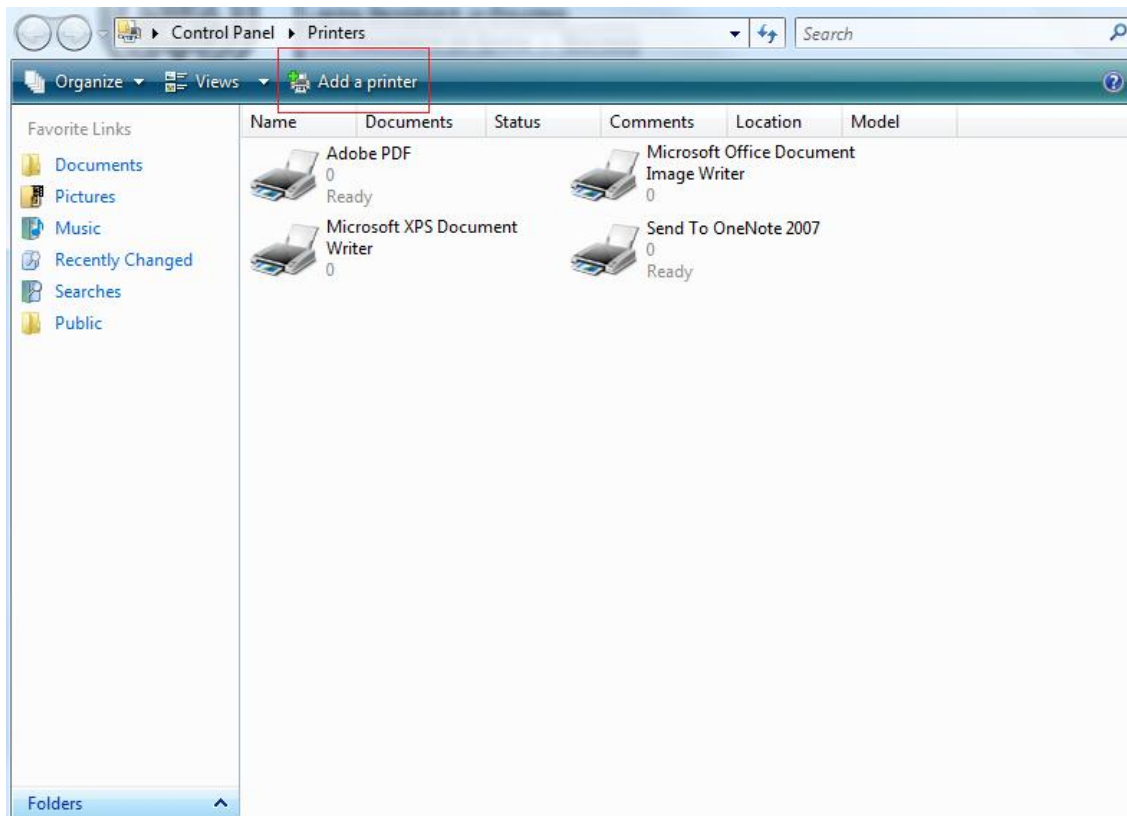 Control Panel Printers Search
Organize Views Add a printer
Favorite Links
Documents
Pictures
Music
Recently Changed
Searches
Public
Folders
Name Documents Status Comments Location Model
Adobe PDF
0
Ready
Microsoft Office Document
Image Writer
0
Microsoft XPS Document
Writer
0
Send To OneNote 2007
0
Ready